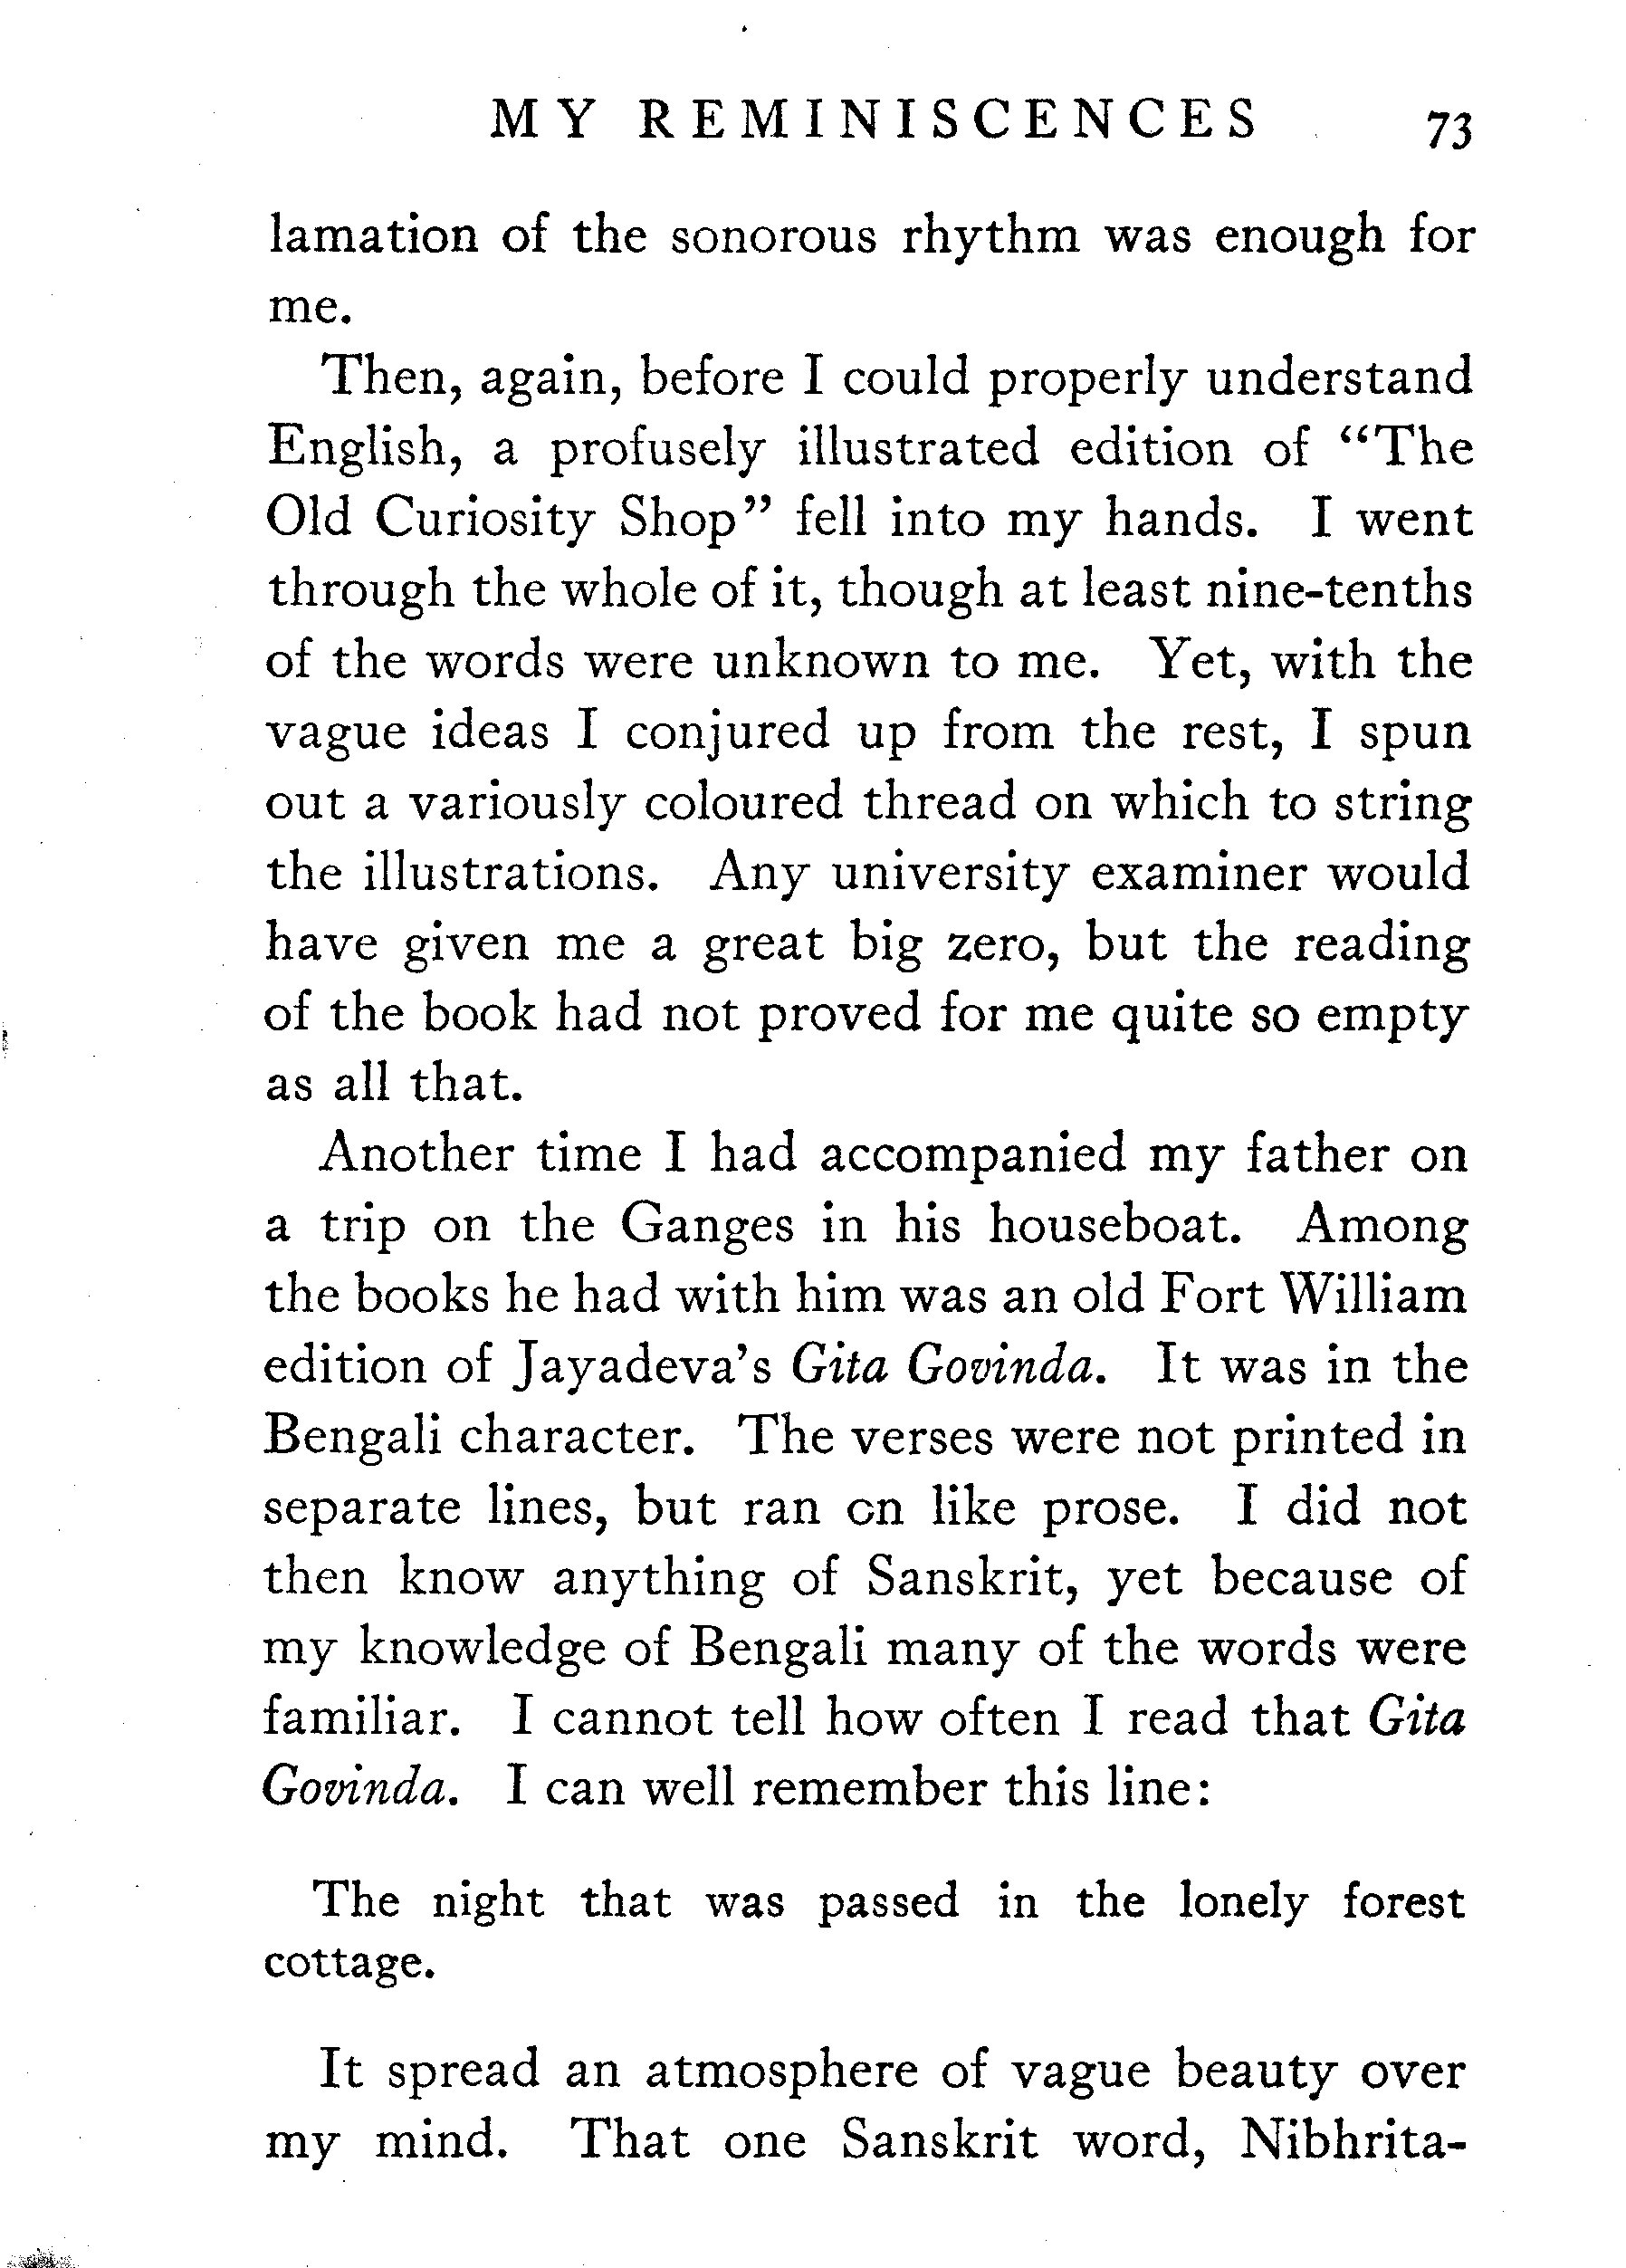 MY REMINISCENCES 73
lamation of the sonorous rhythm was enough for
me.
Then, again, before I could properly understand
English, a profusely illustrated edition of “The
Old Curiosity Shop” fell into my hands. I went
through the whole of it, though at least nine-tenths
of the words were unknown to me. Yet, with the
vague ideas I conjured up from the rest, I spun
out a variously coloured thread on which to string
the illustrations. Any university examiner would
have given me a great big zero, but the reading
of the book had not proved for me quite so empty
as all that.
Another time I had accompanied my father on
a trip on the Ganges in his houseboat. Among
the books he had with him was an old Fort William
edition of Jayadeva’s Gita Govinda. It was in the
Bengali character. The verses were not printed in
separate lines, but ran on like prose. I did not
then know anything of Sanskrit, yet because of
my knowledge of Bengali many of the words were
familiar. I cannot tell how often I read that Gita
Govinda. I can well remember this line:
The night that was passed in the lonely forest
cottage.
It spread an atmosphere of vague beauty over
my mind. That one Sanskrit word, Nibhrita-